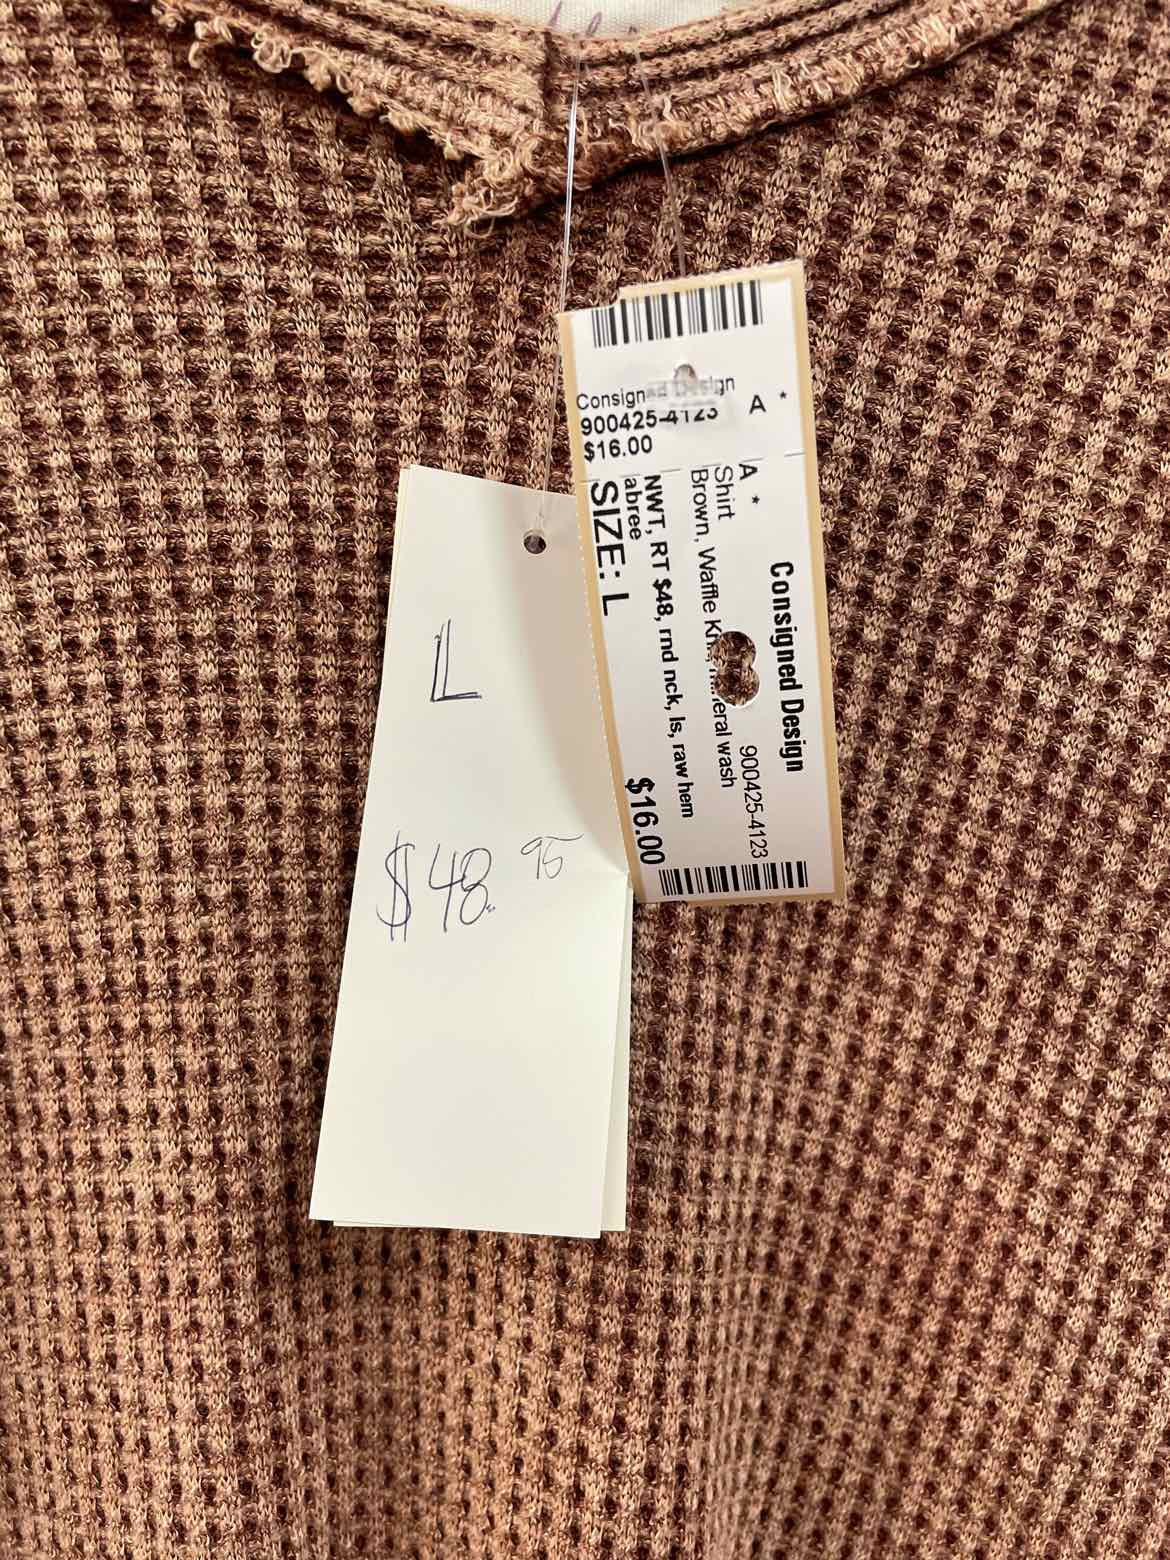 Consigned Design
900425-4123
$16.00
A *
Consigned Design
A *
900425-4123
Shirt
Brown, Waffle mineral wash
NWT, RT $48, rnd nck, ls, raw hem
abree
SIZE: L
$16.00
L
$48.95